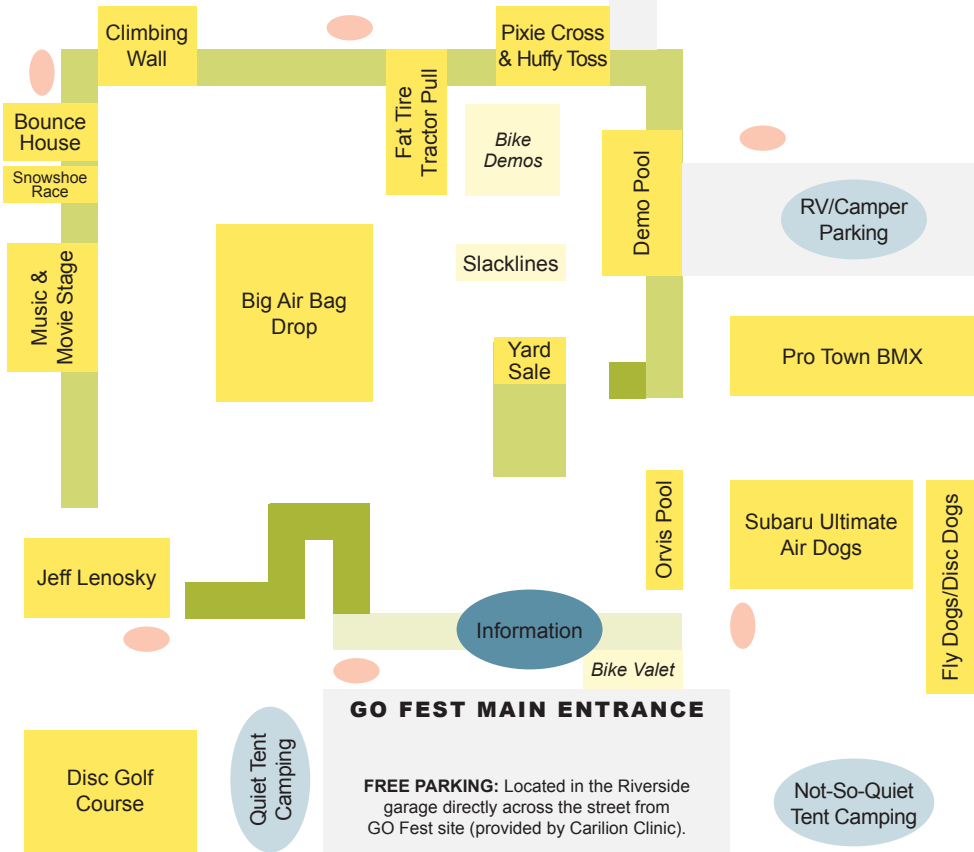 Climbing
Wall
Pixie Cross
& Huffy Toss
Fat Tire
Tractor Pull
Bounce
House
Bike
Demos
Snowshoe
Race
Demo Pool
RV/Camper
Parking
Music &
Movie Stage
Slacklines
Big Air Bag
Drop
Yard
Sale
Pro Town BMX
Orvis Pool
Subaru Ultimate
Air Dogs
Fly Dogs/Disc Dogs
Jeff Lenosky
Information
Bike Valet
GO FEST MAIN ENTRANCE
Quiet Tent
Camping
Disc Golf
Course
FREE PARKING: Located in the Riverside
garage directly across the street from
GO Fest site (provided by Carilion Clinic).
Not-So-Quiet
Tent Camping